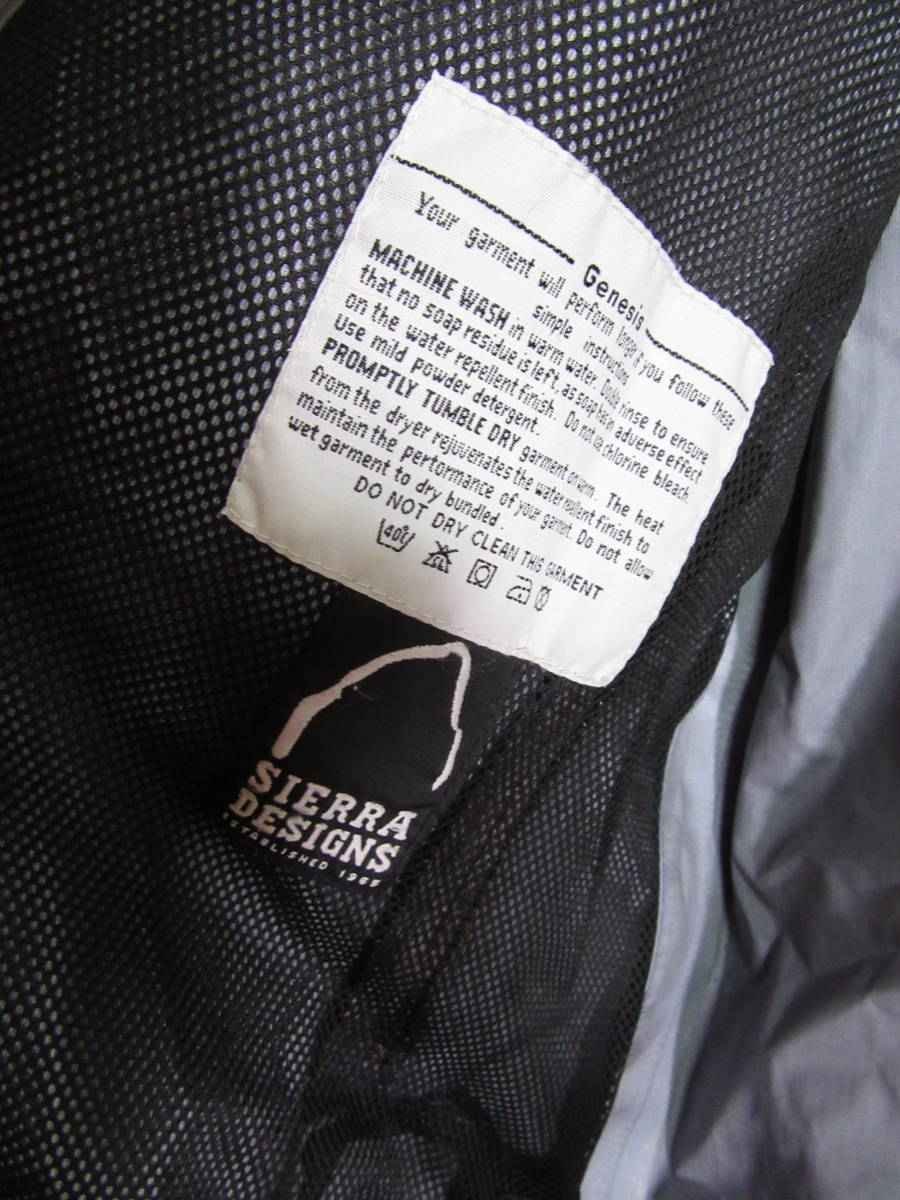 Genesis
Your garment will perform longer if you follow these
simple instructions
MACHINE WASH in warm water. Double rinse to ensure
that no soap residue is left, as soap has an adverse effect
on the water repellent finish. Do not use chlorine bleach.
Use mild powder detergent.
PROMPTLY TUMBLE DRY garment on warm. The heat
from the dryer rejuvenates the water repellent finish to
maintain the performance of your garment. Do not allow
wet garment to dry bundled.
DO NOT DRY CLEAN THIS GARMENT
40°
SIERRA
DESIGNS
ESTABLISHED 1965